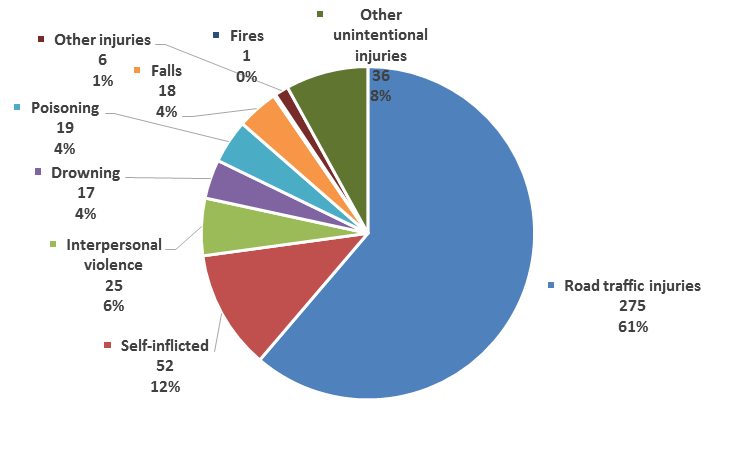 Other
unintentional
injuries
36
8%
Fires
1
0%
Other injuries
6
1%
Falls
18
4%
Poisoning
19
4%
Drowning
17
4%
Interpersonal
violence
25
6%
Self-inflicted
52
12%
Road traffic injuries
275
61%